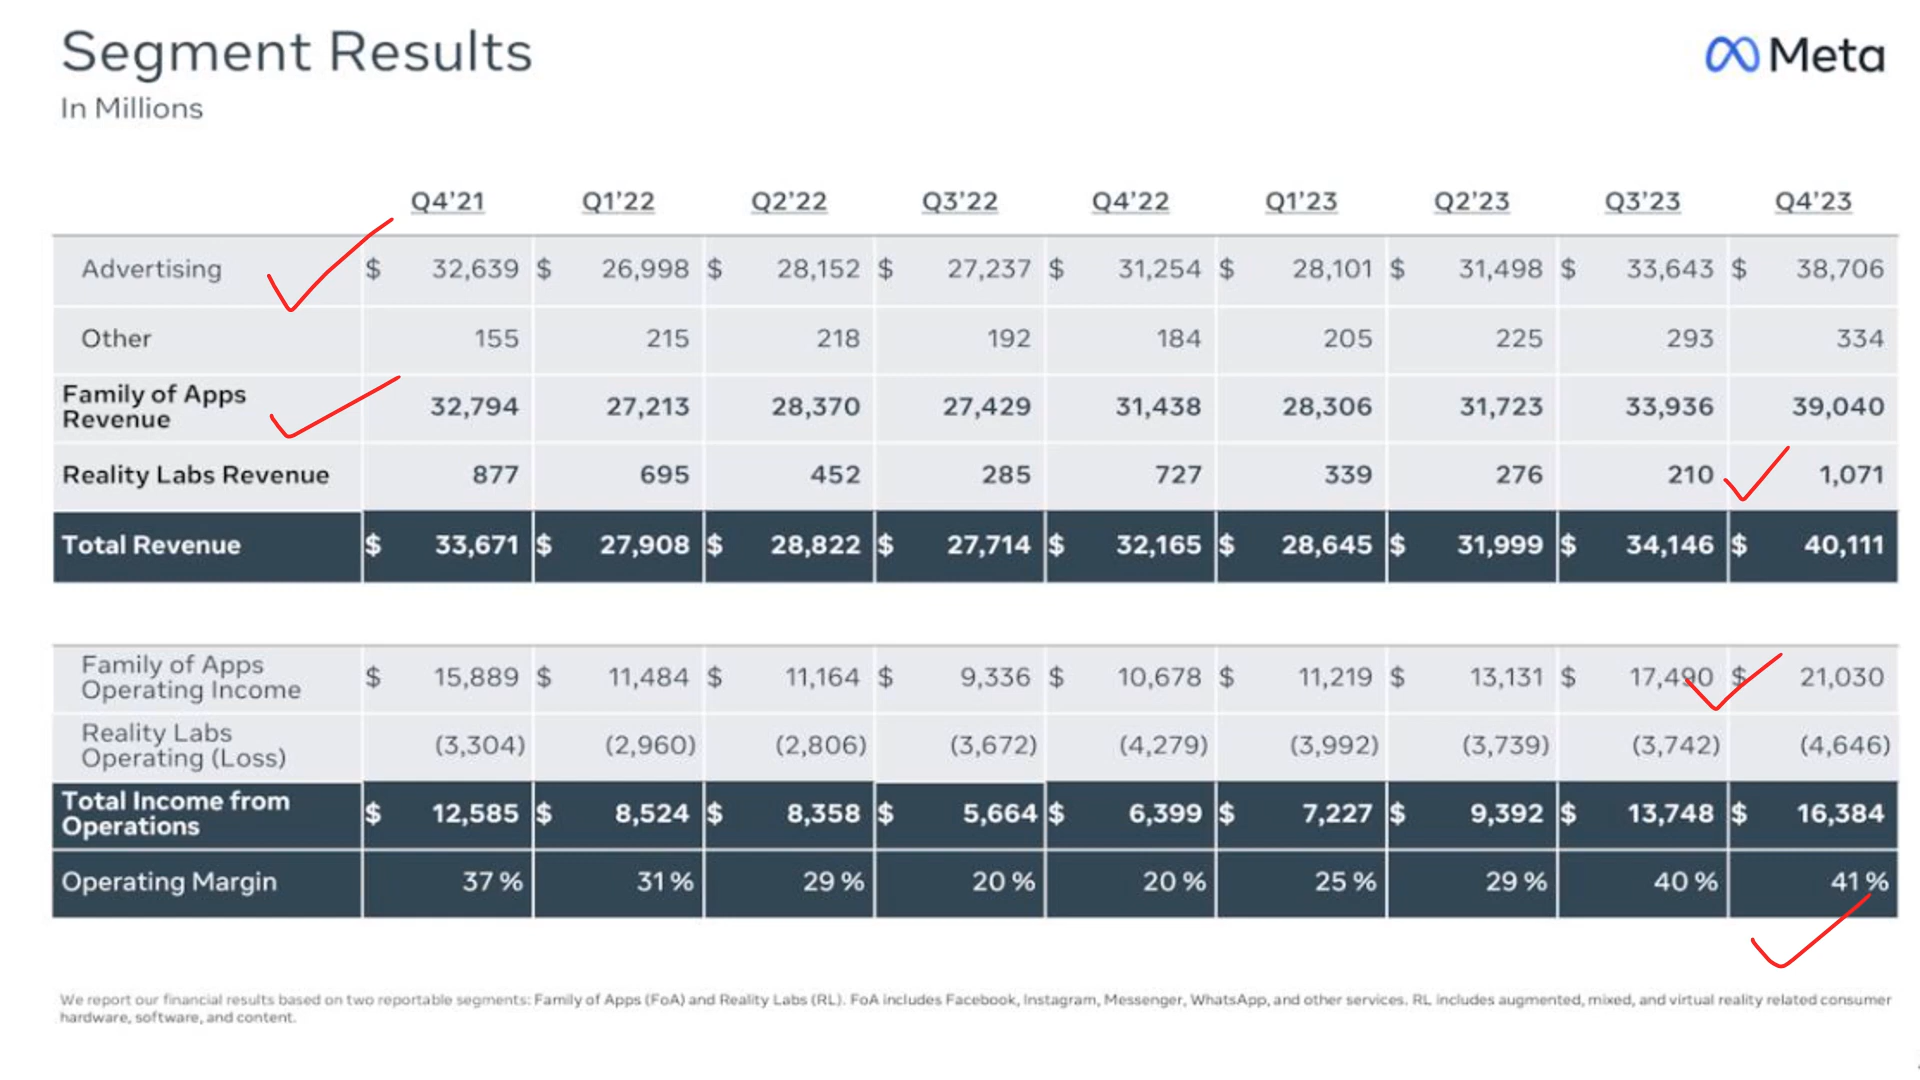 Segment Results
Meta
In Millions
Q4’21 Q1’22 Q2’22 Q3’22 Q4’22 Q1’23 Q2’23 Q3’23 Q4’23
Advertising $ 32,639 $ 26,998 $ 28,152 $ 27,237 $ 31,254 $ 28,101 $ 31,498 $ 33,643 $ 38,706
Other 155 215 218 192 184 205 225 293 334
Family of Apps
Revenue 32,794 27,213 28,370 27,429 31,438 28,306 31,723 33,936 39,040
Reality Labs Revenue 877 695 452 285 727 339 276 210 1,071
Total Revenue $ 33,671 $ 27,908 $ 28,822 $ 27,714 $ 32,165 $ 28,645 $ 31,999 $ 34,146 $ 40,111
Family of Apps
Operating Income $ 15,889 $ 11,484 $ 11,164 $ 9,336 $ 10,678 $ 11,219 $ 13,131 $ 17,490 $ 21,030
Reality Labs
Operating (Loss) (3,304) (2,960) (2,806) (3,672) (4,279) (3,992) (3,739) (3,742) (4,646)
Total Income from
Operations $ 12,585 $ 8,524 $ 8,358 $ 5,664 $ 6,399 $ 7,227 $ 9,392 $ 13,748 $ 16,384
Operating Margin 37 % 31 % 29 % 20 % 20 % 25 % 29 % 40 % 41 %
We report our financial results based on two reportable segments: Family of Apps (FoA) and Reality Labs (RL). FoA includes Facebook, Instagram, Messenger, WhatsApp, and other services. RL includes augmented, mixed, and virtual reality related consumer
hardware, software, and content.